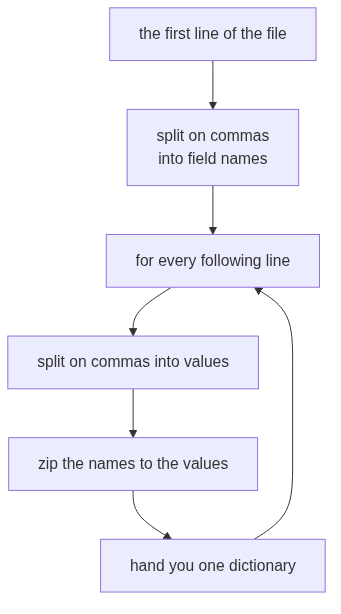 the first line of the file
split on commas
into field names
for every following line
split on commas into values
zip the names to the values
hand you one dictionary